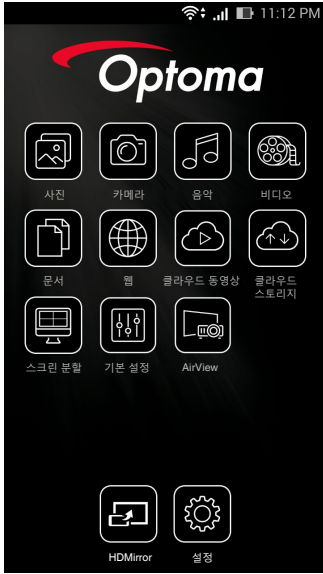 11:12 PM
Optoma
사진
카메라
음악
비디오
문서
웹
클라우드 동영상
클라우드
스토리지
스크린 분할
기본 설정
AirView
HDMirror
설정